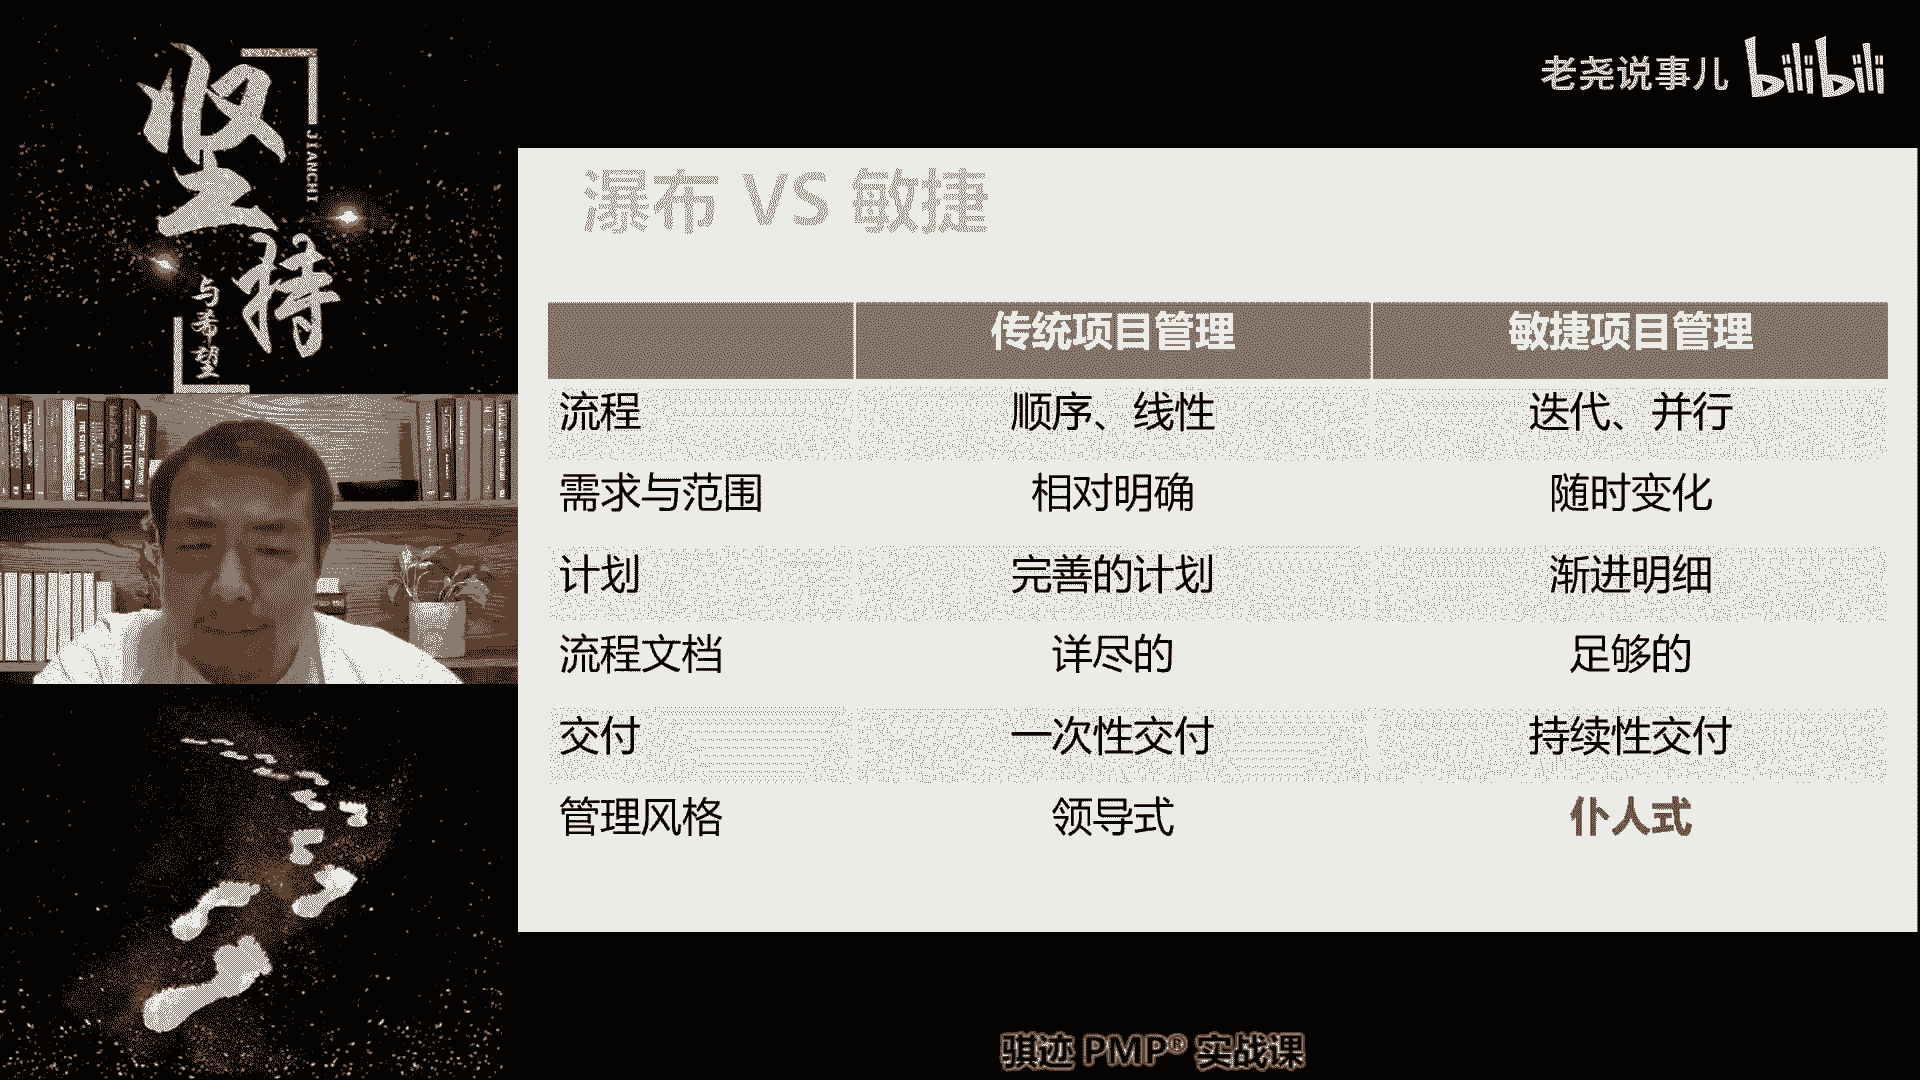 坚持
JIANCHI
与希望
老尧说事儿 bilibili
瀑布 VS 敏捷
传统项目管理 敏捷项目管理
流程 顺序、线性 迭代、并行
需求与范围 相对明确 随时变化
计划 完善的计划 渐进明细
流程文档 详尽的 足够的
交付 一次性交付 持续性交付
管理风格 领导式 仆人式
骐迹 PMP® 实战课